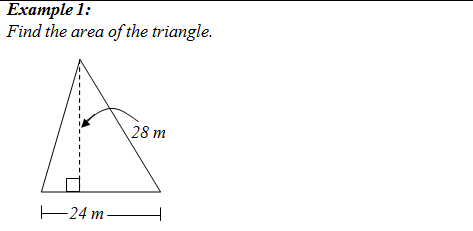 Example 1:
Find the area of the triangle.
28 m
24 m